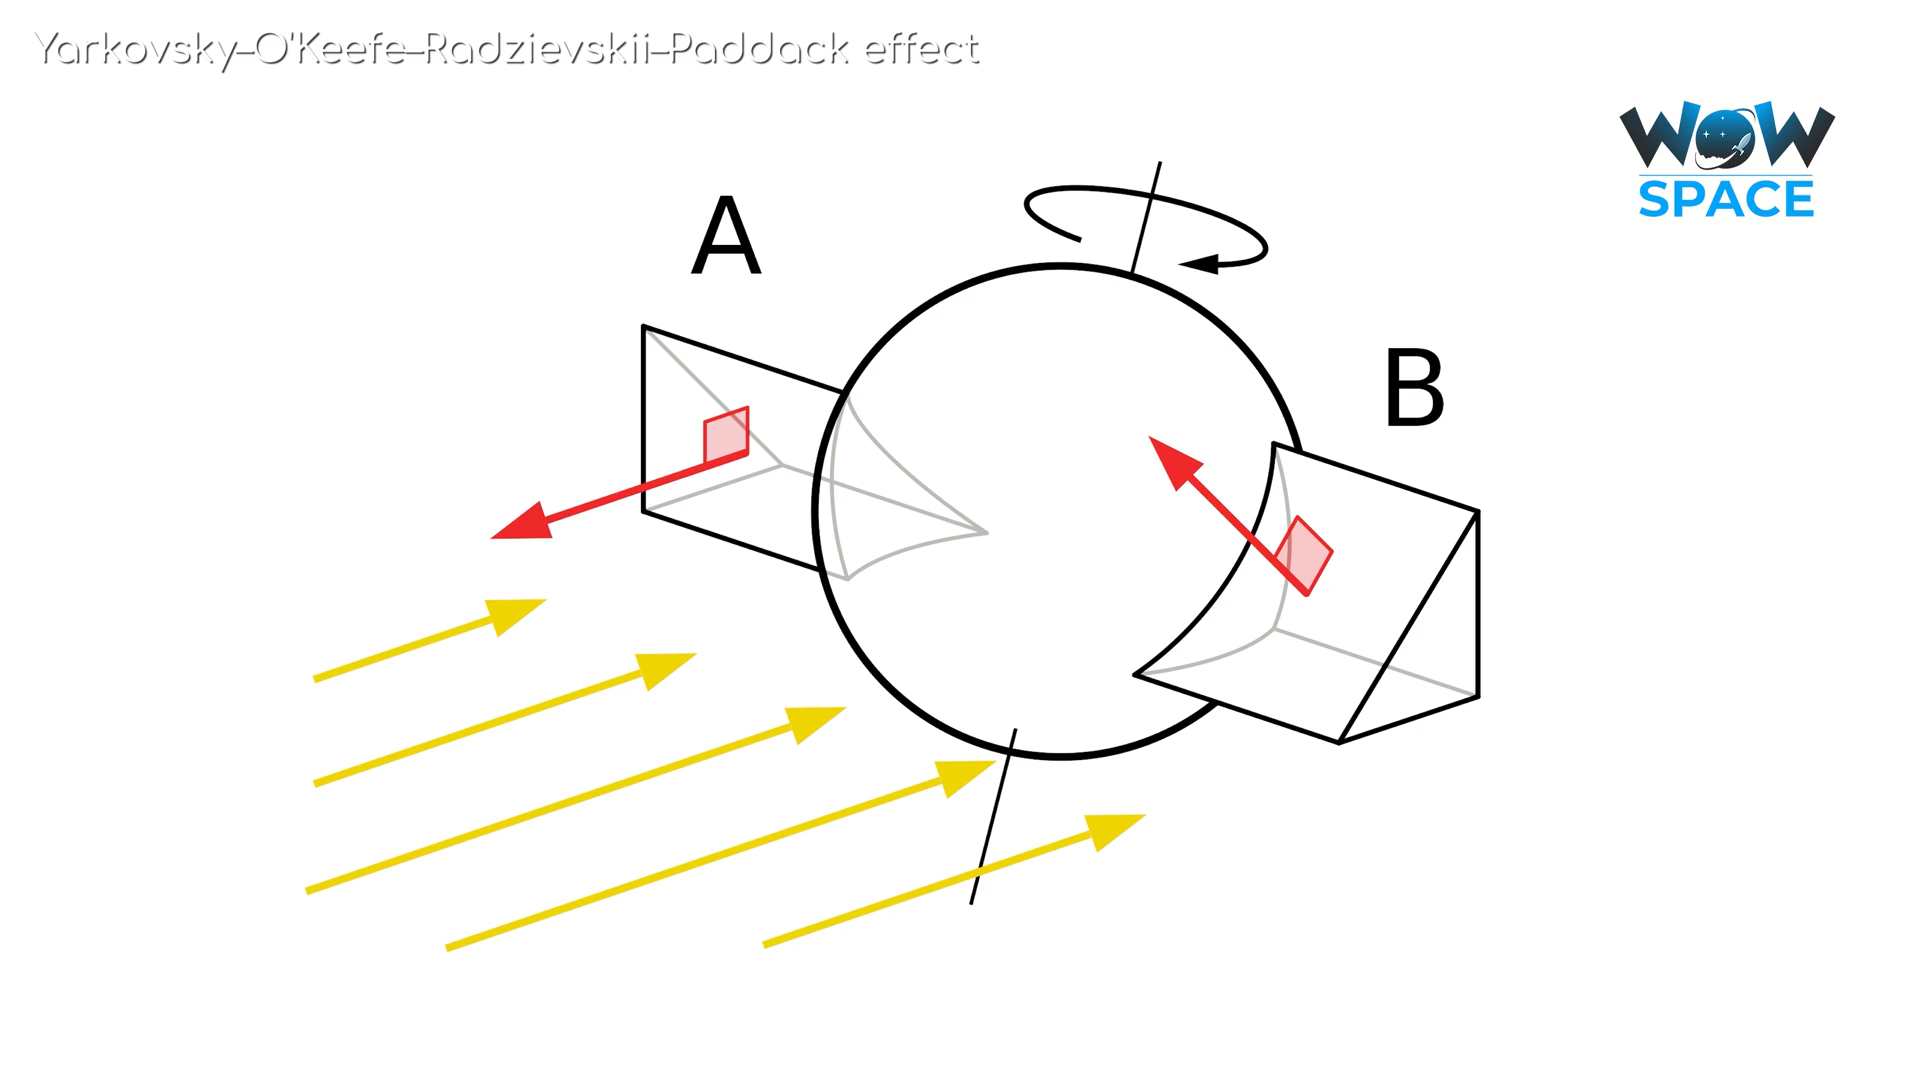 Yarkovsky–O'Keefe–Radzievskii–Paddack effect
WOW
SPACE
A
B